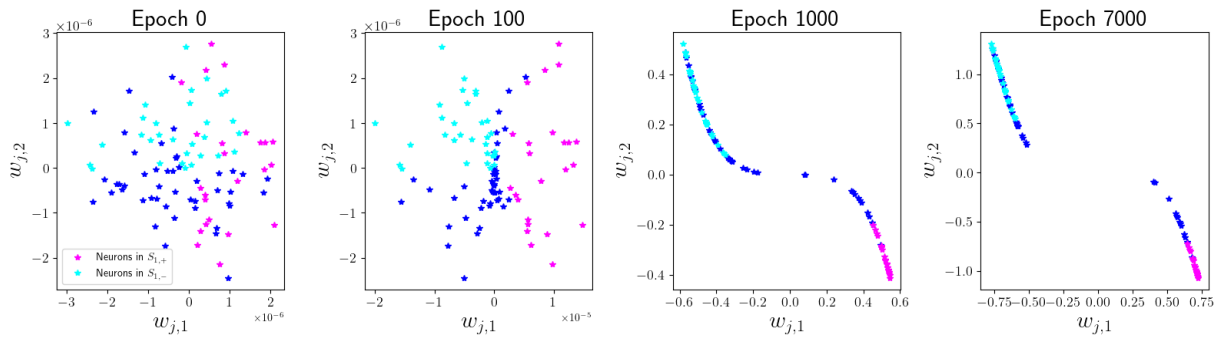 Epoch 0
×10⁻⁶
3
2
1
0
−1
−2
w_{j,2}
Neurons in S_{1,+}
Neurons in S_{1,−}
−3 −2 −1 0 1 2
×10⁻⁶
w_{j,1}
Epoch 100
×10⁻⁶
3
2
1
0
−1
−2
w_{j,2}
−2 −1 0 1
×10⁻⁵
w_{j,1}
Epoch 1000
0.4
0.2
0.0
−0.2
−0.4
w_{j,2}
−0.6 −0.4 −0.2 0.0 0.2 0.4 0.6
w_{j,1}
Epoch 7000
1.0
0.5
0.0
−0.5
−1.0
w_{j,2}
−0.75 −0.50 −0.25 0.00 0.25 0.50 0.75
w_{j,1}